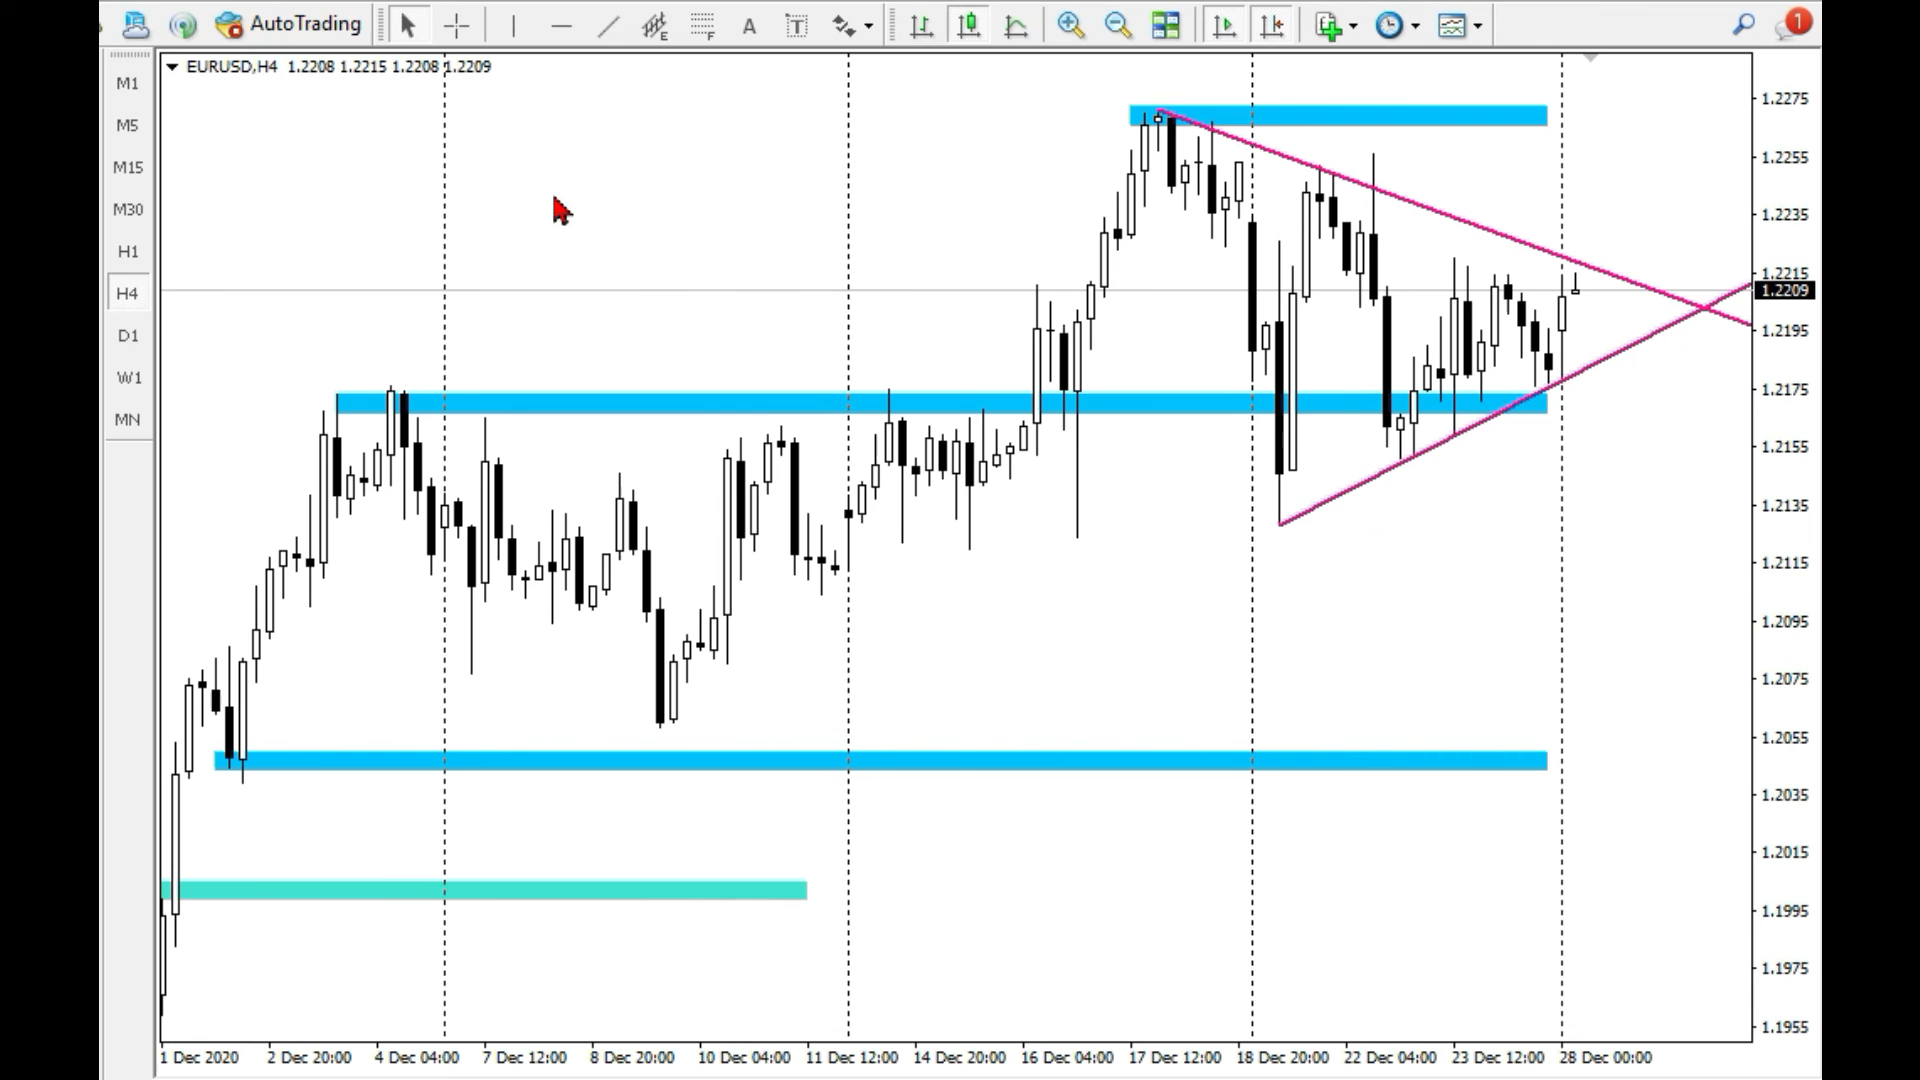 AutoTrading
A
T
F
1
M1
M5
M15
M30
H1
H4
D1
W1
MN
EURUSD,H4 1.2208 1.2215 1.2208 1.2209
1.2275
1.2255
1.2235
1.2215
1.2209
1.2195
1.2175
1.2155
1.2135
1.2115
1.2095
1.2075
1.2055
1.2035
1.2015
1.1995
1.1975
1.1955
1 Dec 2020
2 Dec 20:00
4 Dec 04:00
7 Dec 12:00
8 Dec 20:00
10 Dec 04:00
11 Dec 12:00
14 Dec 20:00
16 Dec 04:00
17 Dec 12:00
18 Dec 20:00
22 Dec 04:00
23 Dec 12:00
28 Dec 00:00